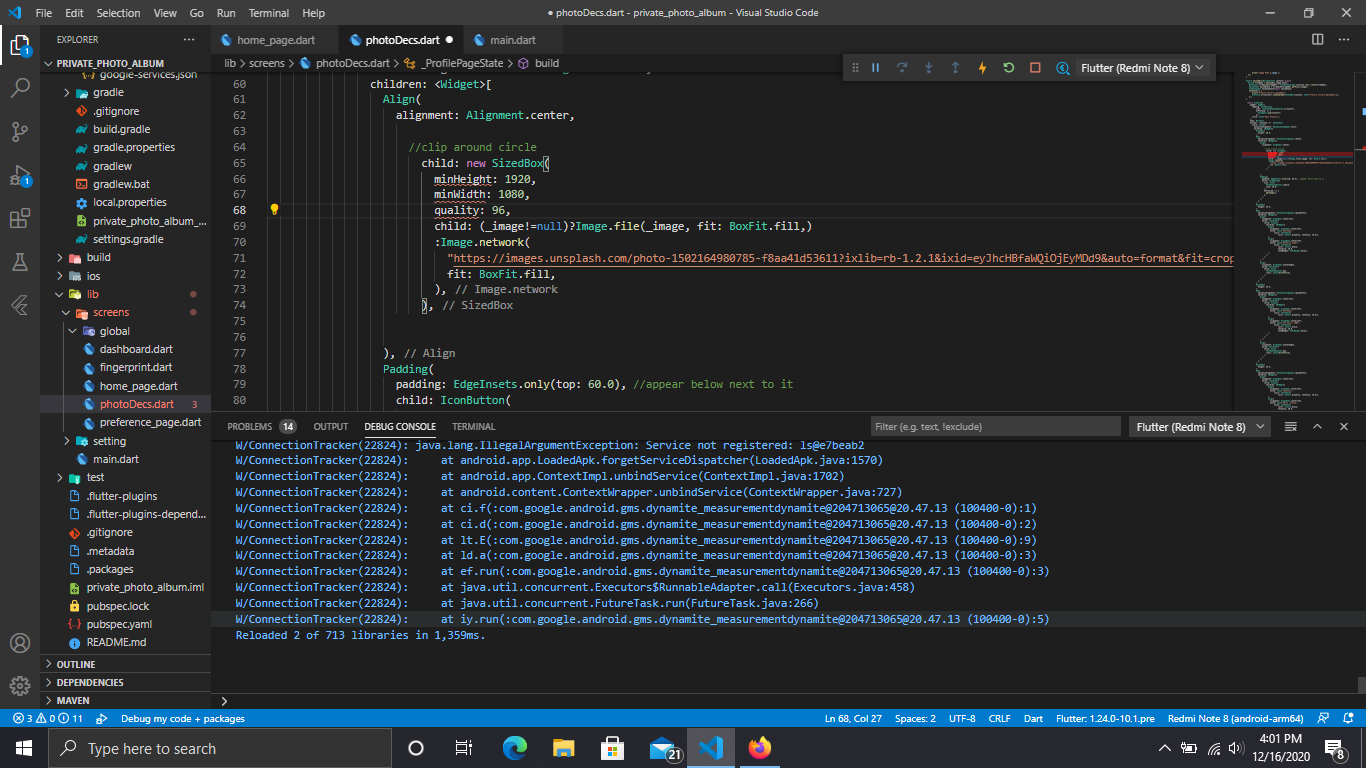 File Edit Selection View Go Run Terminal Help
● photoDecs.dart - private_photo_album - Visual Studio Code
EXPLORER
home_page.dart
photoDecs.dart
main.dart
PRIVATE_PHOTO_ALBUM
google-services.json
gradle
.gitignore
build.gradle
gradle.properties
gradlew
gradlew.bat
local.properties
private_photo_album_...
settings.gradle
build
ios
lib
screens
global
dashboard.dart
fingerprint.dart
home_page.dart
photoDecs.dart 3
preference_page.dart
setting
main.dart
test
.flutter-plugins
.flutter-plugins-depend...
.gitignore
.metadata
.packages
private_photo_album.iml
pubspec.lock
pubspec.yaml
README.md
OUTLINE
DEPENDENCIES
MAVEN
1
1
lib > screens > photoDecs.dart > _ProfilePageState > build
Flutter (Redmi Note 8)
60 children: <Widget>[
61 Align(
62 alignment: Alignment.center,
63
64 //clip around circle
65 child: new SizedBox(
66 minHeight: 1920,
67 minWidth: 1080,
68 quality: 96,
69 child: (_image!=null)?Image.file(_image, fit: BoxFit.fill,)
70 :Image.network(
71 "https://images.unsplash.com/photo-1502164980785-f8aa41d53611?ixlib=rb-1.2.1&ixid=eyJhcHBfaWQiOjEyMDd9&auto=format&fit=crop
72 fit: BoxFit.fill,
73 ), // Image.network
74 ), // SizedBox
75
76
77 ), // Align
78 Padding(
79 padding: EdgeInsets.only(top: 60.0), //appear below next to it
80 child: IconButton(
PROBLEMS 14 OUTPUT DEBUG CONSOLE TERMINAL
Filter (e.g. text, !exclude)
Flutter (Redmi Note 8)
W/ConnectionTracker(22824): java.lang.IllegalArgumentException: Service not registered: ls@e7beab2
W/ConnectionTracker(22824): at android.app.LoadedApk.forgetServiceDispatcher(LoadedApk.java:1570)
W/ConnectionTracker(22824): at android.app.ContextImpl.unbindService(ContextImpl.java:1702)
W/ConnectionTracker(22824): at android.content.ContextWrapper.unbindService(ContextWrapper.java:727)
W/ConnectionTracker(22824): at ci.f(:com.google.android.gms.dynamite_measurementdynamite@204713065@20.47.13 (100400-0):1)
W/ConnectionTracker(22824): at ci.d(:com.google.android.gms.dynamite_measurementdynamite@204713065@20.47.13 (100400-0):2)
W/ConnectionTracker(22824): at lt.E(:com.google.android.gms.dynamite_measurementdynamite@204713065@20.47.13 (100400-0):9)
W/ConnectionTracker(22824): at ld.a(:com.google.android.gms.dynamite_measurementdynamite@204713065@20.47.13 (100400-0):3)
W/ConnectionTracker(22824): at ef.run(:com.google.android.gms.dynamite_measurementdynamite@204713065@20.47.13 (100400-0):3)
W/ConnectionTracker(22824): at java.util.concurrent.Executors$RunnableAdapter.call(Executors.java:458)
W/ConnectionTracker(22824): at java.util.concurrent.FutureTask.run(FutureTask.java:266)
W/ConnectionTracker(22824): at iy.run(:com.google.android.gms.dynamite_measurementdynamite@204713065@20.47.13 (100400-0):5)
Reloaded 2 of 713 libraries in 1,359ms.
3 0 11 Debug my code + packages
Ln 68, Col 27 Spaces: 2 UTF-8 CRLF Dart Flutter: 1.24.0-10.1.pre Redmi Note 8 (android-arm64)
Type here to search
21
4:01 PM
12/16/2020
8